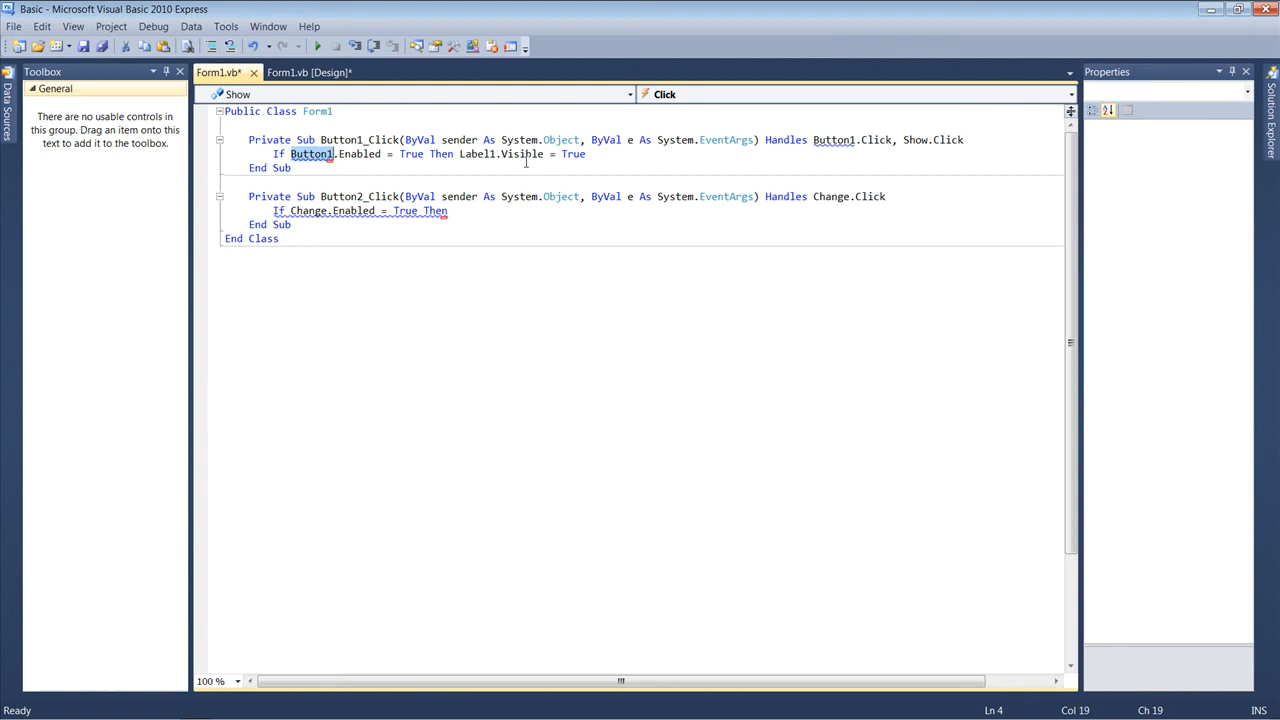 Basic - Microsoft Visual Basic 2010 Express
File Edit View Project Debug Data Tools Window Help
Toolbox
General
There are no usable controls in
this group. Drag an item onto this
text to add it to the toolbox.
Data Sources
Form1.vb* Form1.vb [Design]*
Show Click
Public Class Form1
Private Sub Button1_Click(ByVal sender As System.Object, ByVal e As System.EventArgs) Handles Button1.Click, Show.Click
If Button1.Enabled = True Then Label1.Visible = True
End Sub
Private Sub Button2_Click(ByVal sender As System.Object, ByVal e As System.EventArgs) Handles Change.Click
If Change.Enabled = True Then
End Sub
End Class
100 %
Properties
Solution Explorer
Ready Ln 4 Col 19 Ch 19 INS